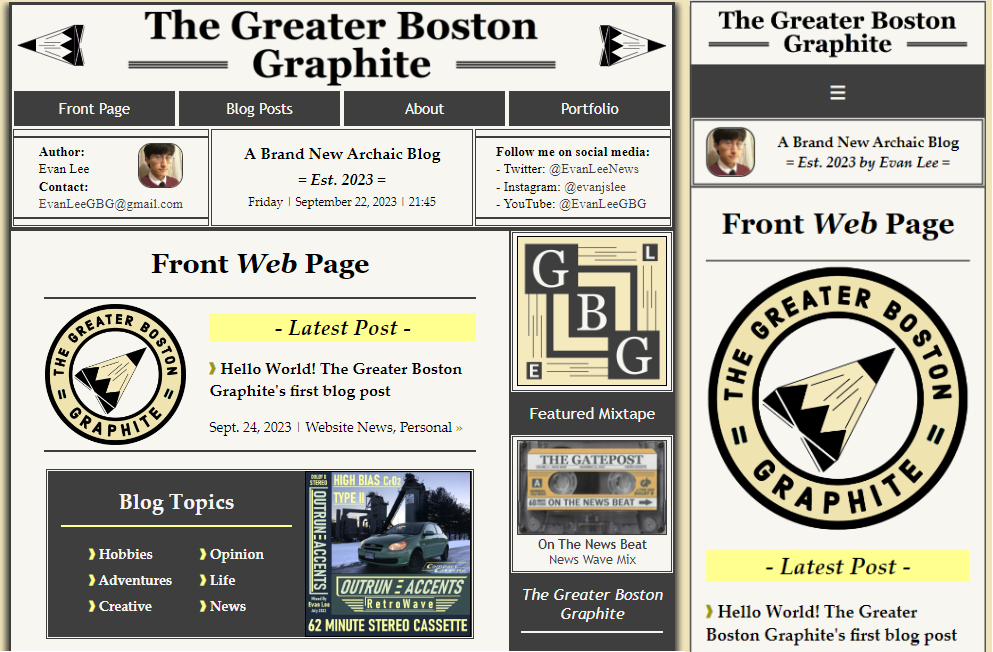 The Greater Boston
Graphite
Front Page
Blog Posts
About
Portfolio
Author:
Evan Lee
Contact:
EvanLeeGBG@gmail.com
A Brand New Archaic Blog
= Est. 2023 =
Friday | September 22, 2023 | 21:45
Follow me on social media:
- Twitter: @EvanLeeNews
- Instagram: @evanjslee
- YouTube: @EvanLeeGBG
Front Web Page
THE GREATER BOSTON
= GRAPHITE =
- Latest Post -
❱ Hello World! The Greater Boston
Graphite's first blog post
Sept. 24, 2023 | Website News, Personal »
Blog Topics
❱ Hobbies
❱ Opinion
❱ Adventures
❱ Life
❱ Creative
❱ News
DOLBY B
STEREO
HIGH BIAS CrO2
TYPE II
OUTRUN=ACCENTS
Mixed By
Evan Lee
July 2022
OUTRUN Ξ ACCENTS
RetroWave
62 MINUTE STEREO CASSETTE
L
G
B
G
E
Featured Mixtape
THE GATEPOST
A
ON THE NEWS BEAT
On The News Beat
News Wave Mix
The Greater Boston
Graphite
The Greater Boston
Graphite
☰
A Brand New Archaic Blog
= Est. 2023 by Evan Lee =
Front Web Page
THE GREATER BOSTON
= GRAPHITE =
- Latest Post -
❱ Hello World! The Greater
Boston Graphite's first blog post